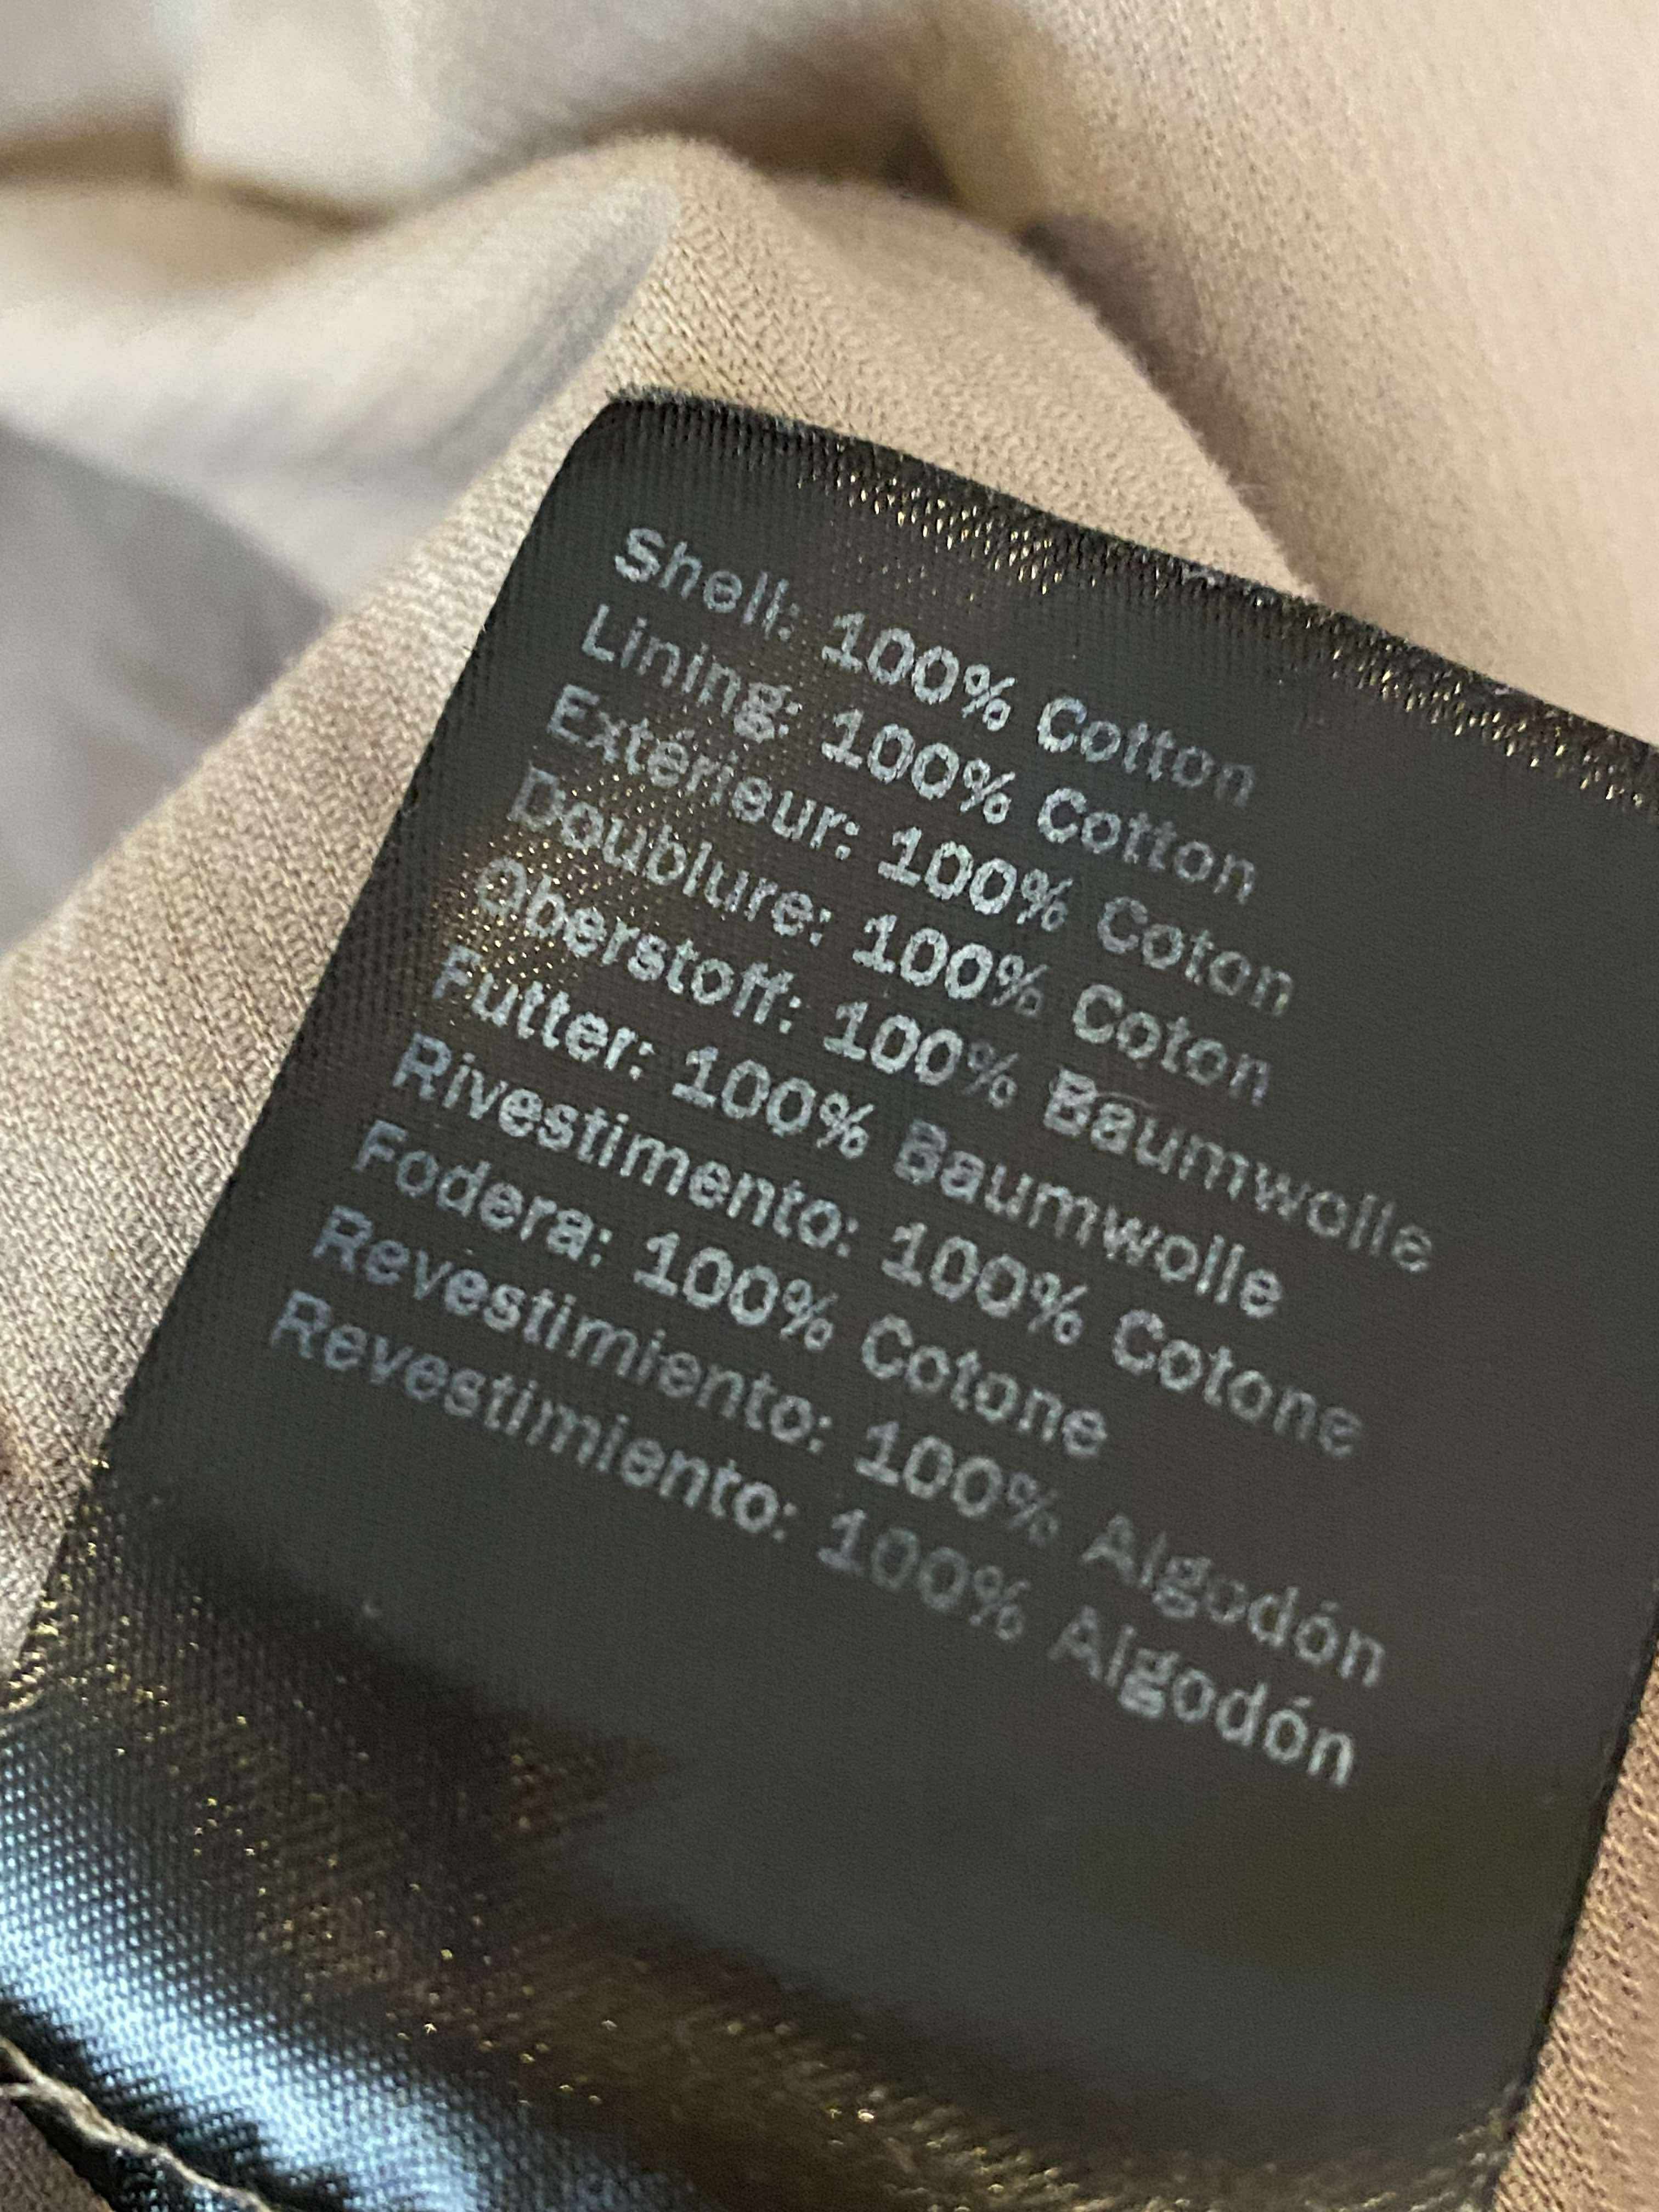 Shell: 100% Cotton
Lining: 100% Cotton
Extérieur: 100% Coton
Doublure: 100% Coton
Oberstoff: 100% Baumwolle
Futter: 100% Baumwolle
Rivestimento: 100% Cotone
Fodera: 100% Cotone
Revestimiento: 100% Algodón
Revestimiento: 100% Algodón